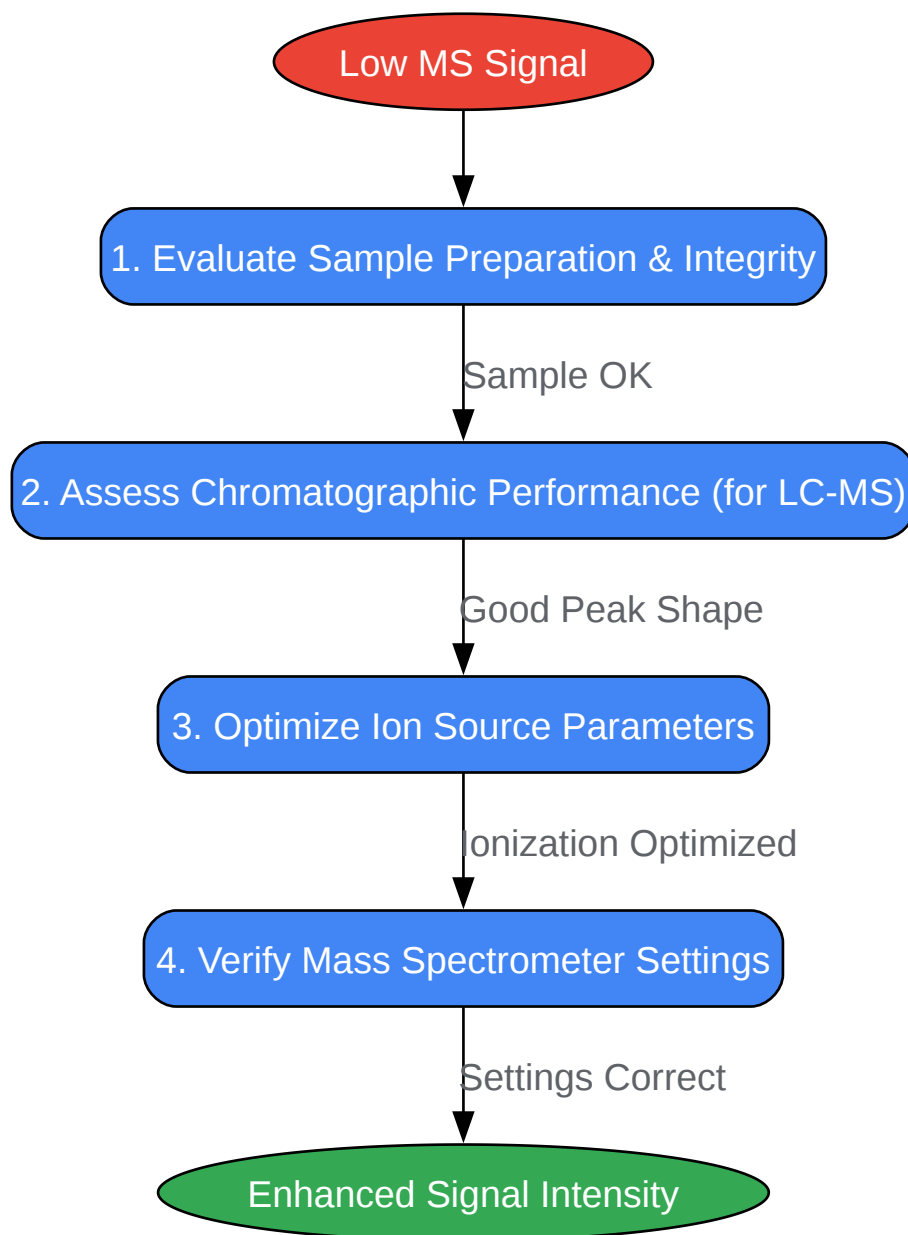 Low MS Signal
1. Evaluate Sample Preparation & Integrity
Sample OK
2. Assess Chromatographic Performance (for LC-MS)
Good Peak Shape
3. Optimize Ion Source Parameters
Ionization Optimized
4. Verify Mass Spectrometer Settings
Settings Correct
Enhanced Signal Intensity